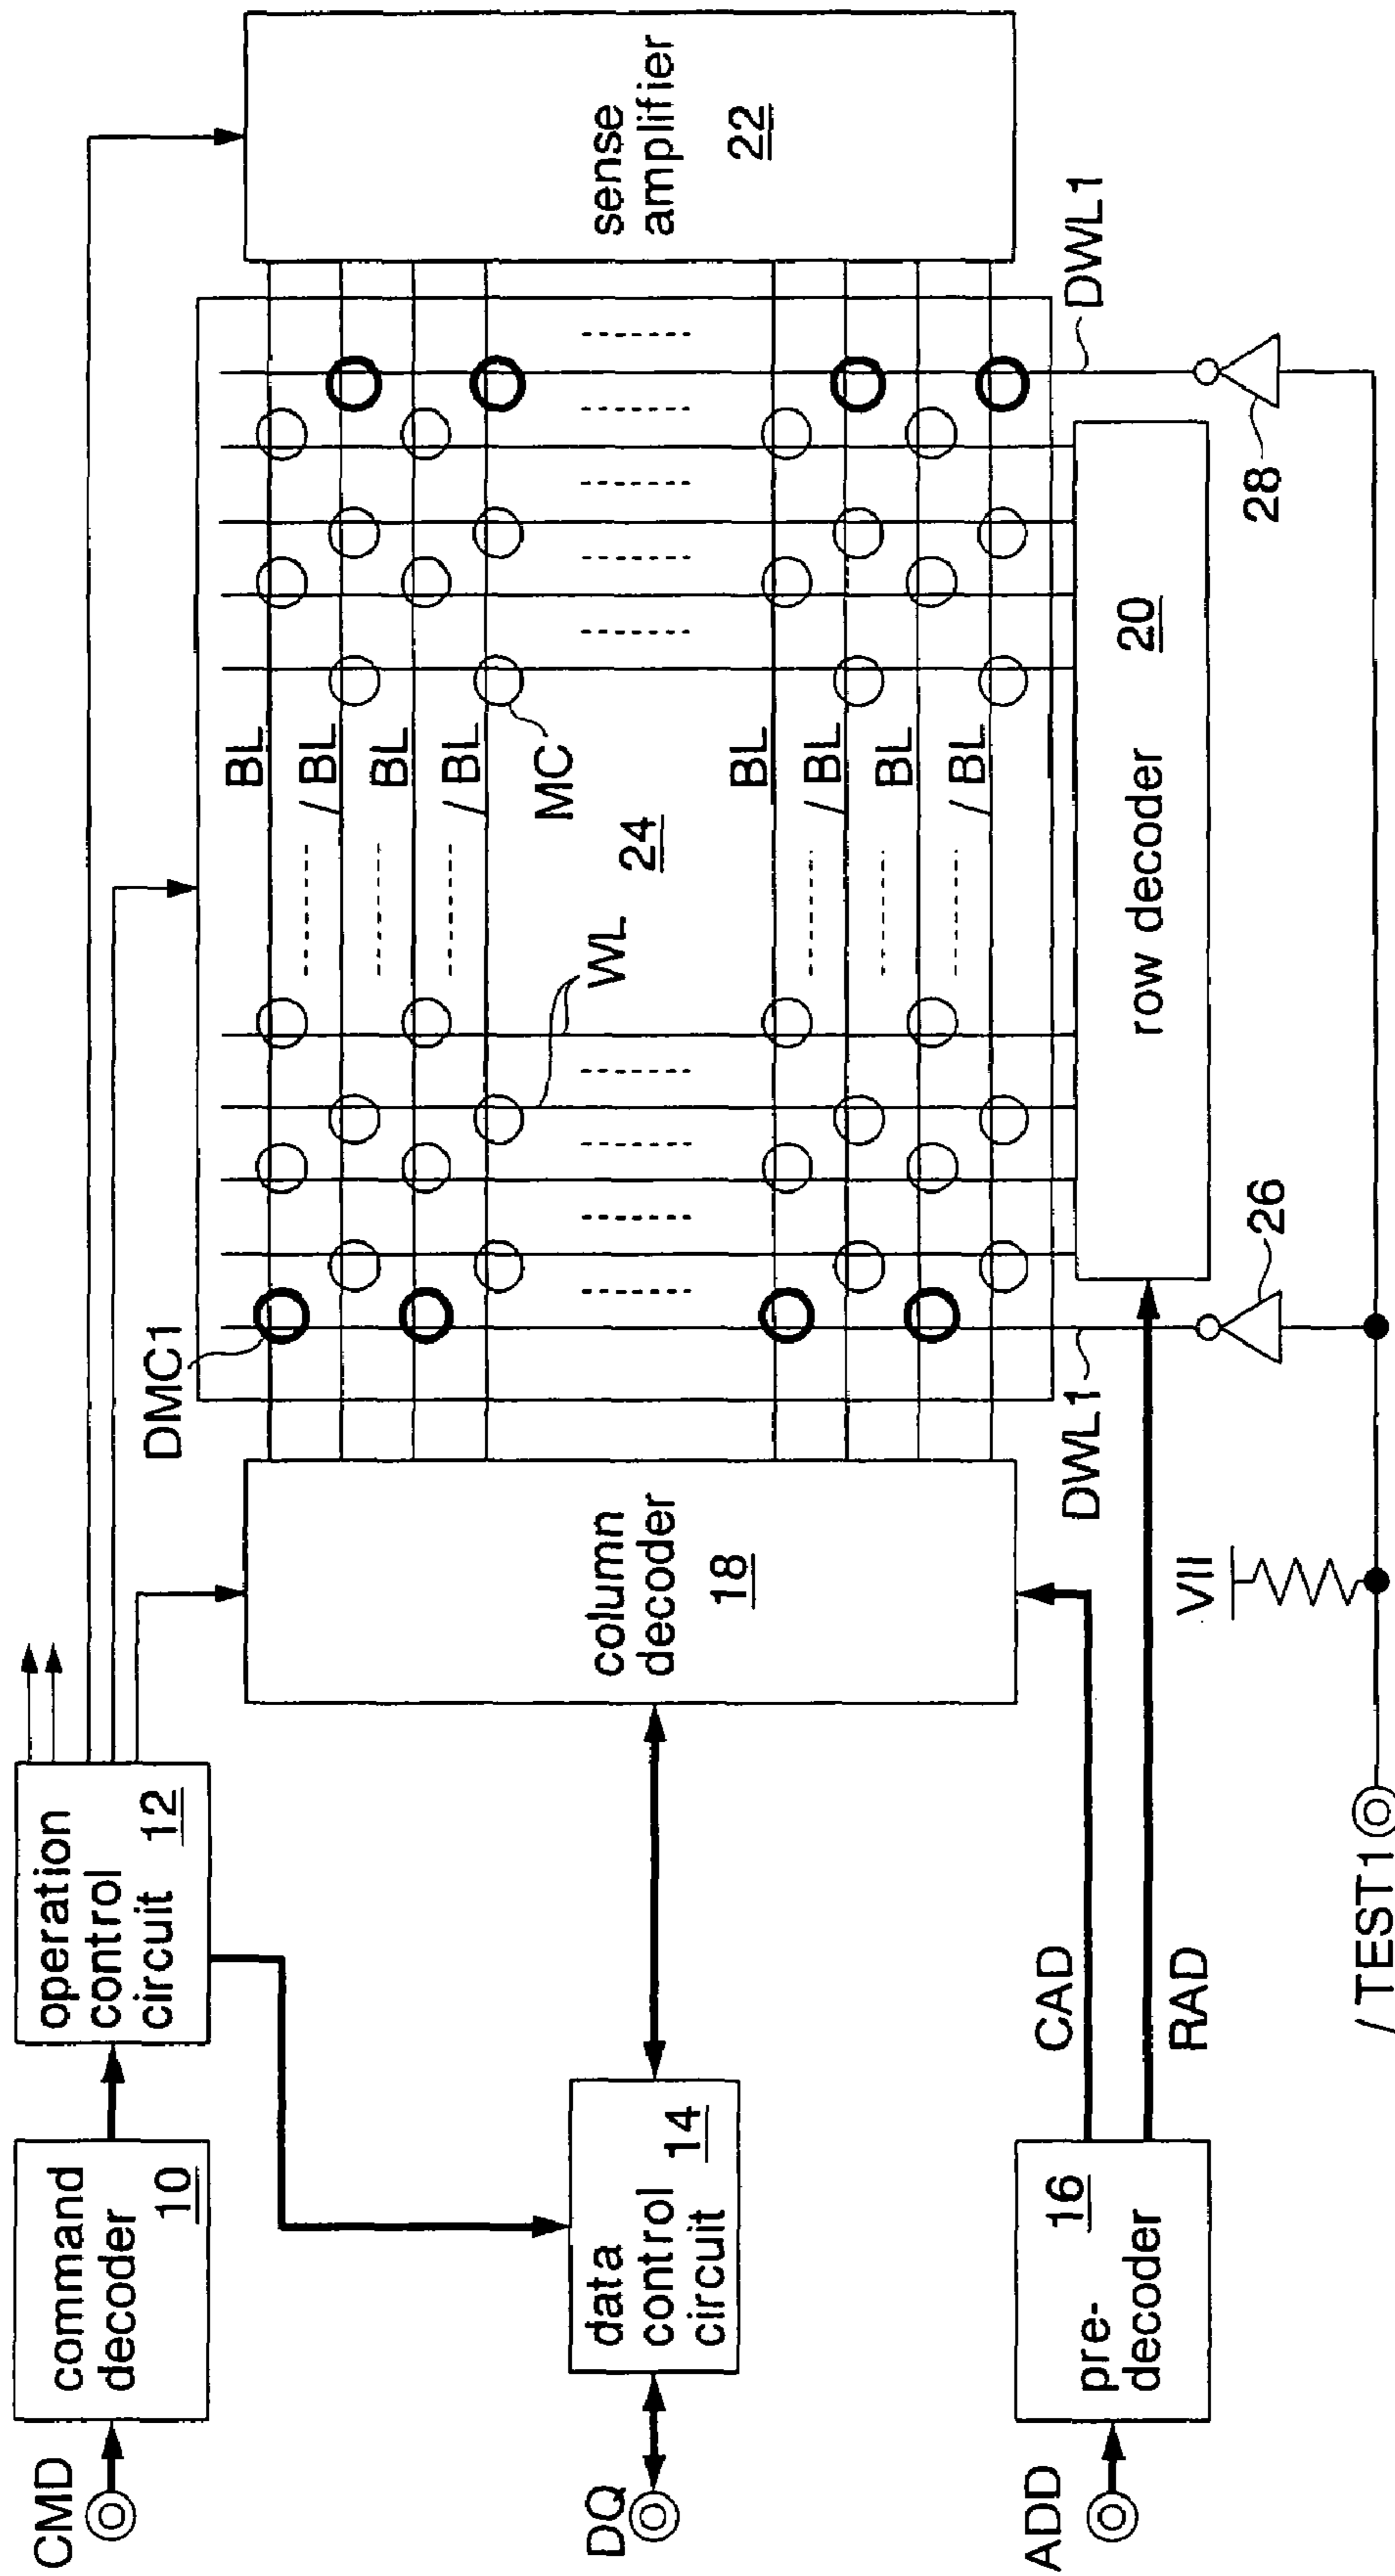 CMD
command
decoder
10
operation
control
circuit 12
DQ
data
control
circuit
14
ADD
pre-
decoder
16
CAD
RAD
/TEST1
VII
column
decoder
18
DMC1
BL
/BL
BL
/BL
BL
/BL
BL
/BL
MC
24
WL
sense
amplifier
22
row decoder
20
DWL1
26
DWL1
28